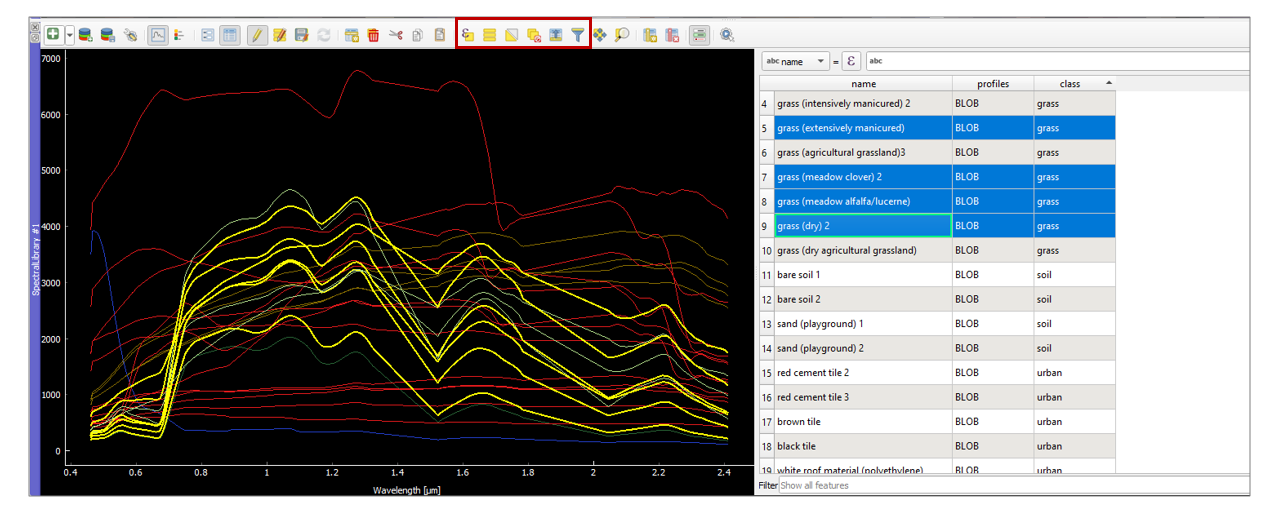 SpectralLibrary #1
7000
6000
5000
4000
3000
2000
1000
0
0.4 0.6 0.8 1 1.2 1.4 1.6 1.8 2 2.2 2.4
Wavelength [µm]
abc name = ε abc
name profiles class
4 grass (intensively manicured) 2 BLOB grass
5 grass (extensively manicured) BLOB grass
6 grass (agricultural grassland)3 BLOB grass
7 grass (meadow clover) 2 BLOB grass
8 grass (meadow alfalfa/lucerne) BLOB grass
9 grass (dry) 2 BLOB grass
10 grass (dry agricultural grassland) BLOB grass
11 bare soil 1 BLOB soil
12 bare soil 2 BLOB soil
13 sand (playground) 1 BLOB soil
14 sand (playground) 2 BLOB soil
15 red cement tile 2 BLOB urban
16 red cement tile 3 BLOB urban
17 brown tile BLOB urban
18 black tile BLOB urban
19 white roof material (polyethylene) BLOB urban
Filter Show all features